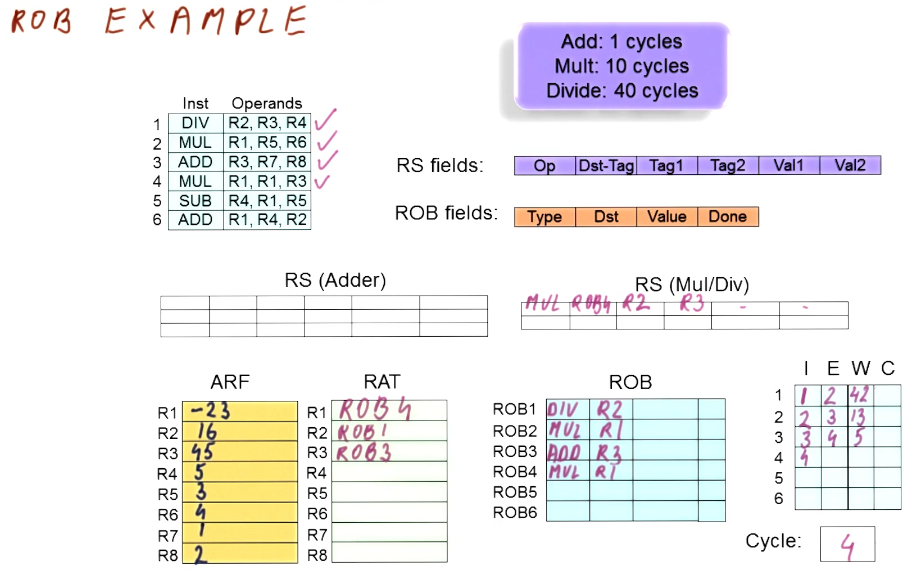 ROB EXAMPLE
Add: 1 cycles
Mult: 10 cycles
Divide: 40 cycles
Inst Operands
1 DIV R2, R3, R4 ✓
2 MUL R1, R5, R6 ✓
3 ADD R3, R7, R8 ✓
4 MUL R1, R1, R3 ✓
5 SUB R4, R1, R5
6 ADD R1, R4, R2
RS fields: Op Dst-Tag Tag1 Tag2 Val1 Val2
ROB fields: Type Dst Value Done
RS (Adder)
RS (Mul/Div)
MUL ROB4 R2 R3 - -
ARF
R1 -23
R2 16
R3 45
R4 5
R5 3
R6 4
R7 1
R8 2
RAT
R1 ROB4
R2 ROB1
R3 ROB3
R4
R5
R6
R7
R8
ROB
ROB1 DIV R2
ROB2 MUL R1
ROB3 ADD R3
ROB4 MUL R1
ROB5
ROB6
I E W C
1 1 2 42
2 2 3 13
3 3 4 5
4 4
5
6
Cycle: 4